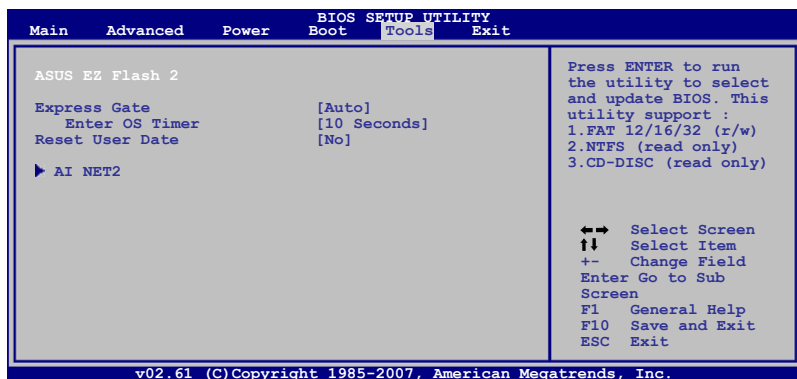 BIOS SETUP UTILITY
Main Advanced Power Boot Tools Exit
ASUS EZ Flash 2
Express Gate [Auto]
Enter OS Timer [10 Seconds]
Reset User Date [No]
AI NET2
Press ENTER to run
the utility to select
and update BIOS. This
utility support :
1.FAT 12/16/32 (r/w)
2.NTFS (read only)
3.CD-DISC (read only)
←→ Select Screen
↑↓ Select Item
+- Change Field
Enter Go to Sub
Screen
F1 General Help
F10 Save and Exit
ESC Exit
v02.61 (C)Copyright 1985-2007, American Megatrends, Inc.